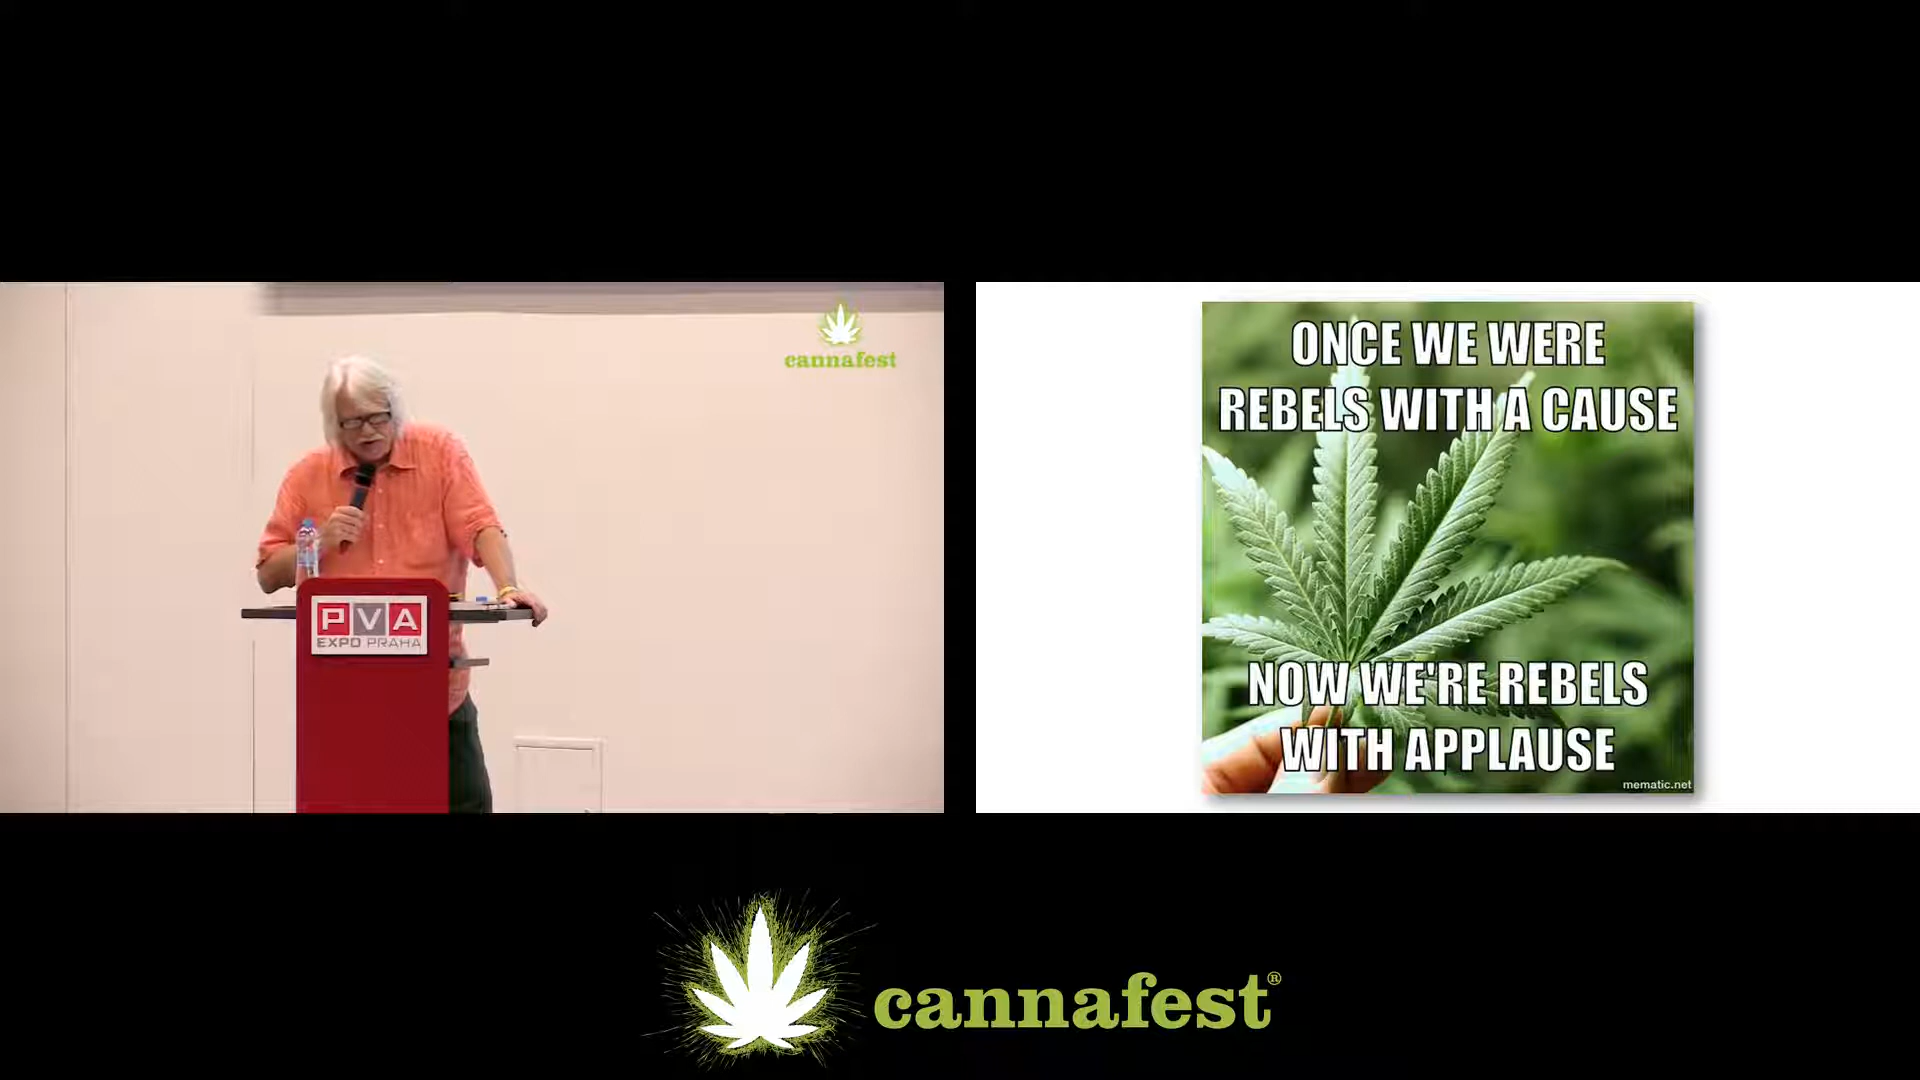 cannafest
PVA
EXPO PRAHA
ONCE WE WERE
REBELS WITH A CAUSE
NOW WE'RE REBELS
WITH APPLAUSE
mematic.net
cannafest®